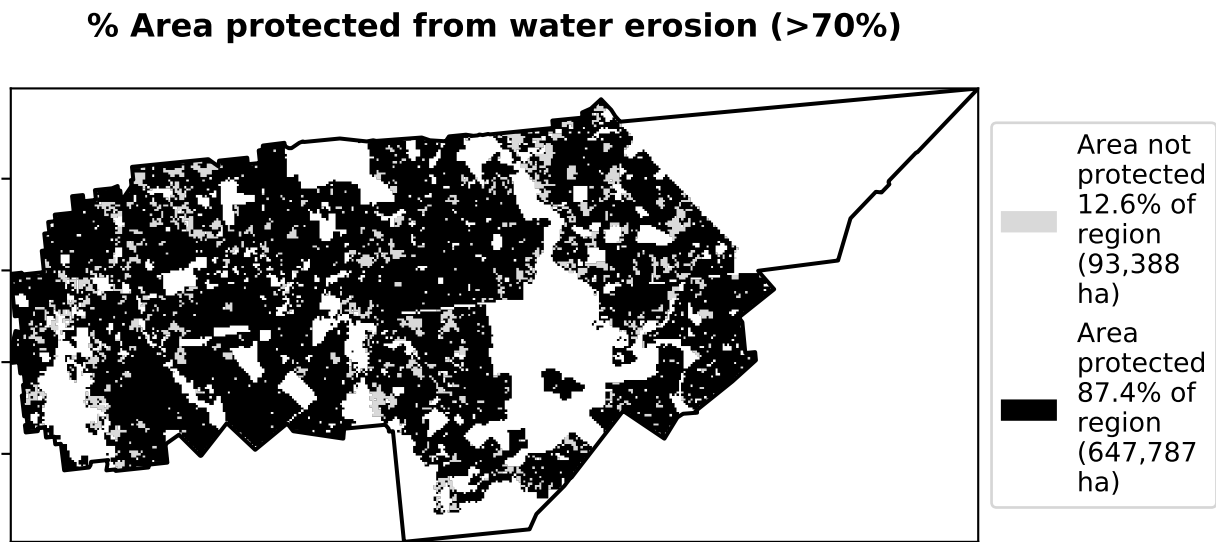 % Area protected from water erosion (>70%)
Area not
protected
12.6% of
region
(93,388
ha)
Area
protected
87.4% of
region
(647,787
ha)